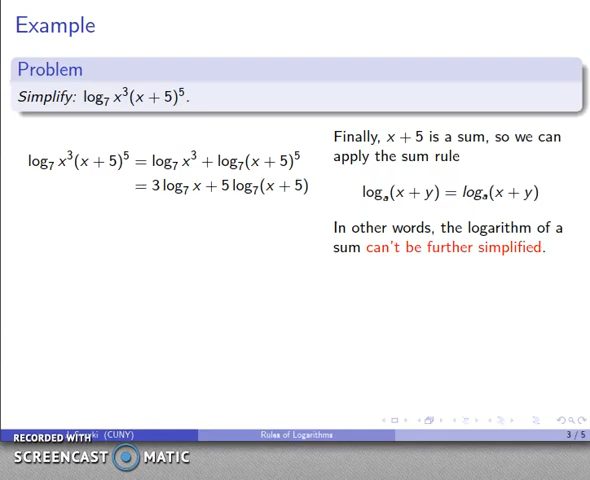 Example
Problem
Simplify: log₇ x³(x + 5)⁵.
log₇ x³(x + 5)⁵ = log₇ x³ + log₇(x + 5)⁵
= 3 log₇ x + 5 log₇(x + 5)
Finally, x + 5 is a sum, so we can
apply the sum rule
logₐ(x + y) = logₐ(x + y)
In other words, the logarithm of a
sum can't be further simplified.
(CUNY)
Rules of Logarithms
3 / 5
RECORDED WITH
SCREENCAST MATIC